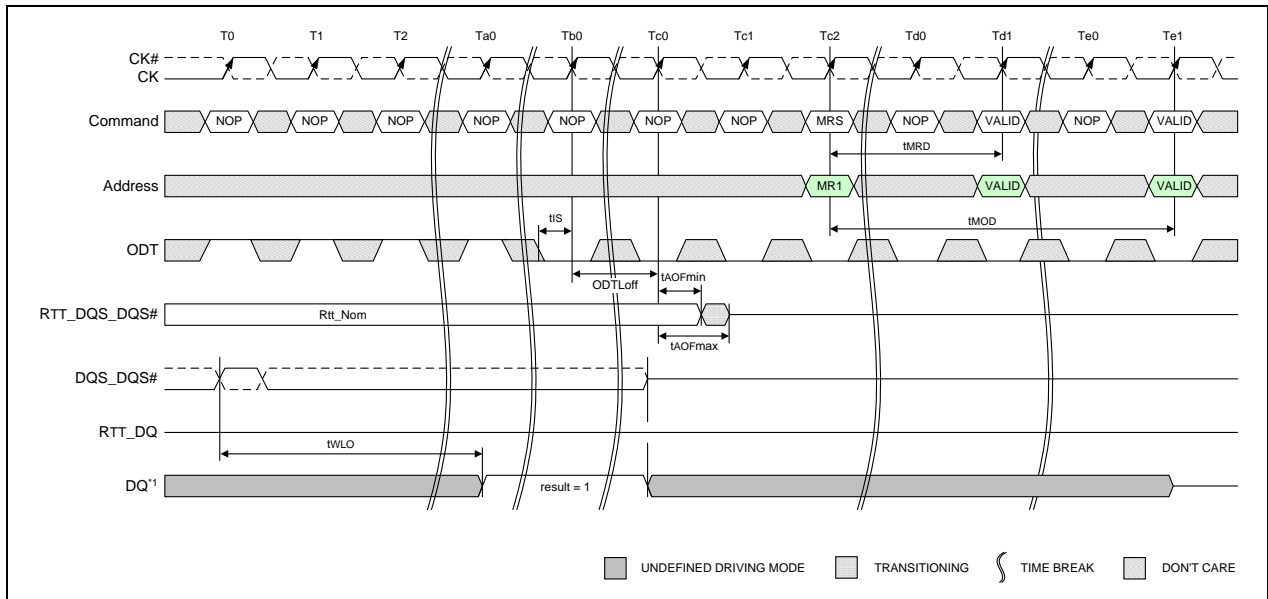 T0 T1 T2 Ta0 Tb0 Tc0 Tc1 Tc2 Td0 Td1 Te0 Te1
CK#
CK
Command NOP NOP NOP NOP NOP NOP NOP MRS NOP VALID NOP VALID
tMRD
Address MR1 VALID VALID
tIS
tMOD
ODT
ODTLoff
tAOFmin
RTT_DQS_DQS# Rtt_Nom
tAOFmax
DQS_DQS#
RTT_DQ
tWLO
DQ*1 result = 1
UNDEFINED DRIVING MODE TRANSITIONING TIME BREAK DON'T CARE